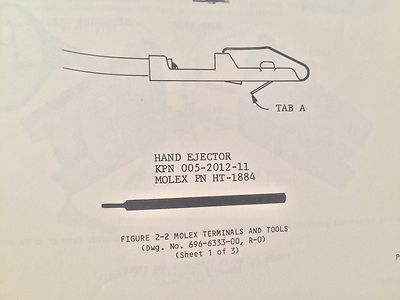 TAB A
HAND EJECTOR
KPN 005-2012-11
MOLEX PN HT-1884
FIGURE 2-2 MOLEX TERMINALS AND TOOLS
(Dwg. No. 696-6333-00, R-0)
(Sheet 1 of 3)
P